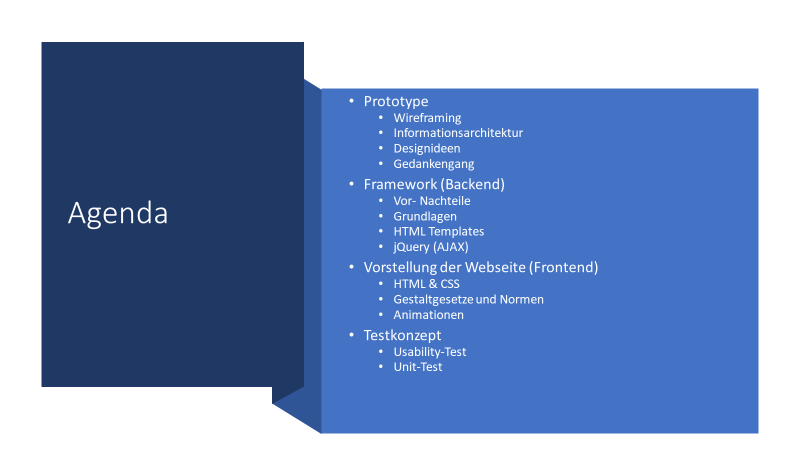 Agenda
• Prototype
• Wireframing
• Informationsarchitektur
• Designideen
• Gedankengang
• Framework (Backend)
• Vor- Nachteile
• Grundlagen
• HTML Templates
• jQuery (AJAX)
• Vorstellung der Webseite (Frontend)
• HTML & CSS
• Gestaltgesetze und Normen
• Animationen
• Testkonzept
• Usability-Test
• Unit-Test